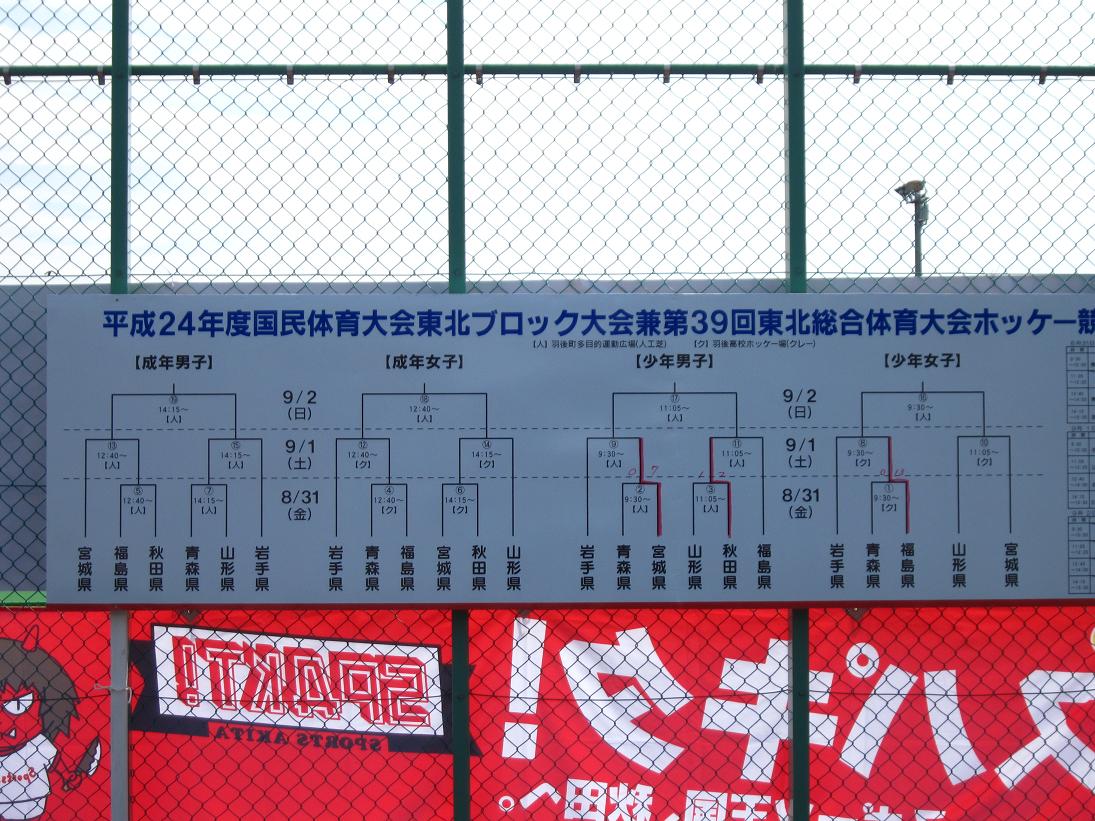 平成24年度国民体育大会東北ブロック大会兼第39回東北総合体育大会ホッケー競
【人】羽後町多目的運動広場(人工芝) 【ク】羽後高校ホッケー場(クレー)
【成年男子】 【成年女子】 【少年男子】 【少年女子】
⑲ 9/2 ⑱ ⑰ 9/2 ⑯
14:15～ (日) 12:40～ 11:05～ (日) 9:30～
【人】 【人】 【人】 【人】
⑬ ⑮ 9/1 ⑫ ⑭ ⑨ ⑪ 9/1 ⑧ ⑩
12:40～ 14:15～ (土) 12:40～ 14:15～ 9:30～ 11:05～ (土) 9:30～ 11:05～
【人】 【人】 【ク】 【ク】 【人】 【人】 【ク】 【ク】
0 7 1 2
⑤ ⑦ 8/31 ④ ⑥ ② ③ 8/31 ①
12:40～ 14:15～ (金) 12:40～ 14:15～ 9:30～ 11:05～ (金) 9:30～
【人】 【人】 【ク】 【ク】 【人】 【人】 【ク】
宮城県 福島県 秋田県 青森県 山形県 岩手県 岩手県 青森県 福島県 宮城県 秋田県 山形県 岩手県 青森県 宮城県 山形県 秋田県 福島県 岩手県 青森県 福島県 山形県 宮城県
SPAKT!
SPORTS AKITA
スパキタ!